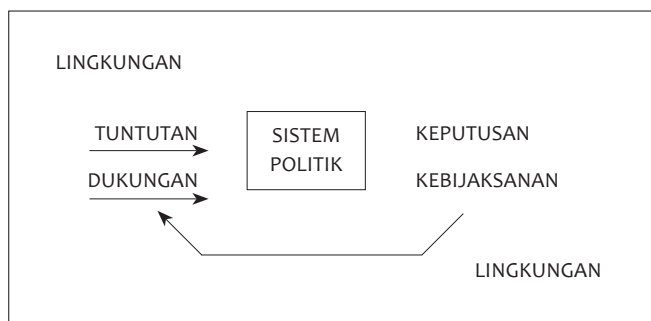 LINGKUNGAN
TUNTUTAN
DUKUNGAN
SISTEM
POLITIK
KEPUTUSAN
KEBIJAKSANAN
LINGKUNGAN